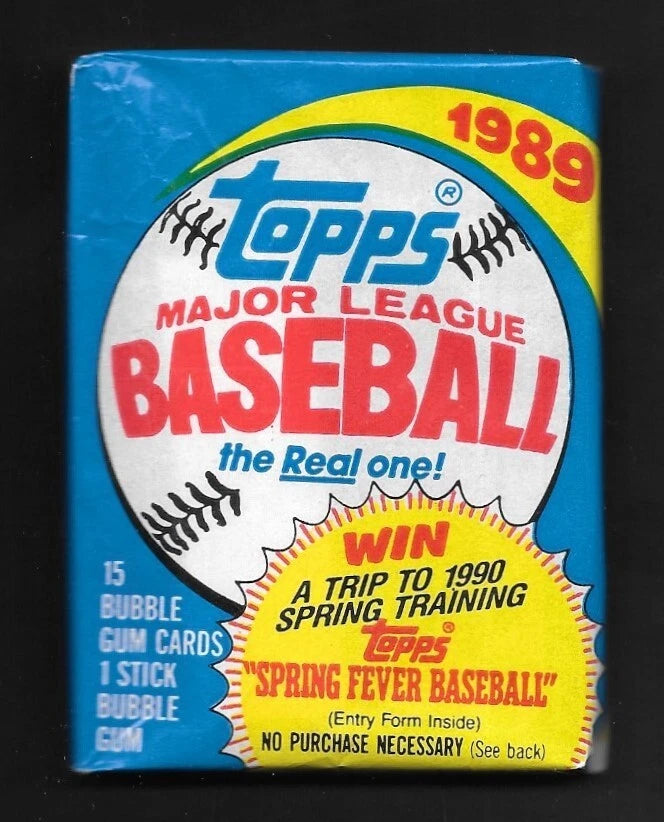 1989
topps®
MAJOR LEAGUE
BASEBALL
the Real one!
WIN
A TRIP TO 1990
SPRING TRAINING
topps®
"SPRING FEVER BASEBALL"
(Entry Form Inside)
NO PURCHASE NECESSARY (See back)
15
BUBBLE
GUM CARDS
1 STICK
BUBBLE
GUM